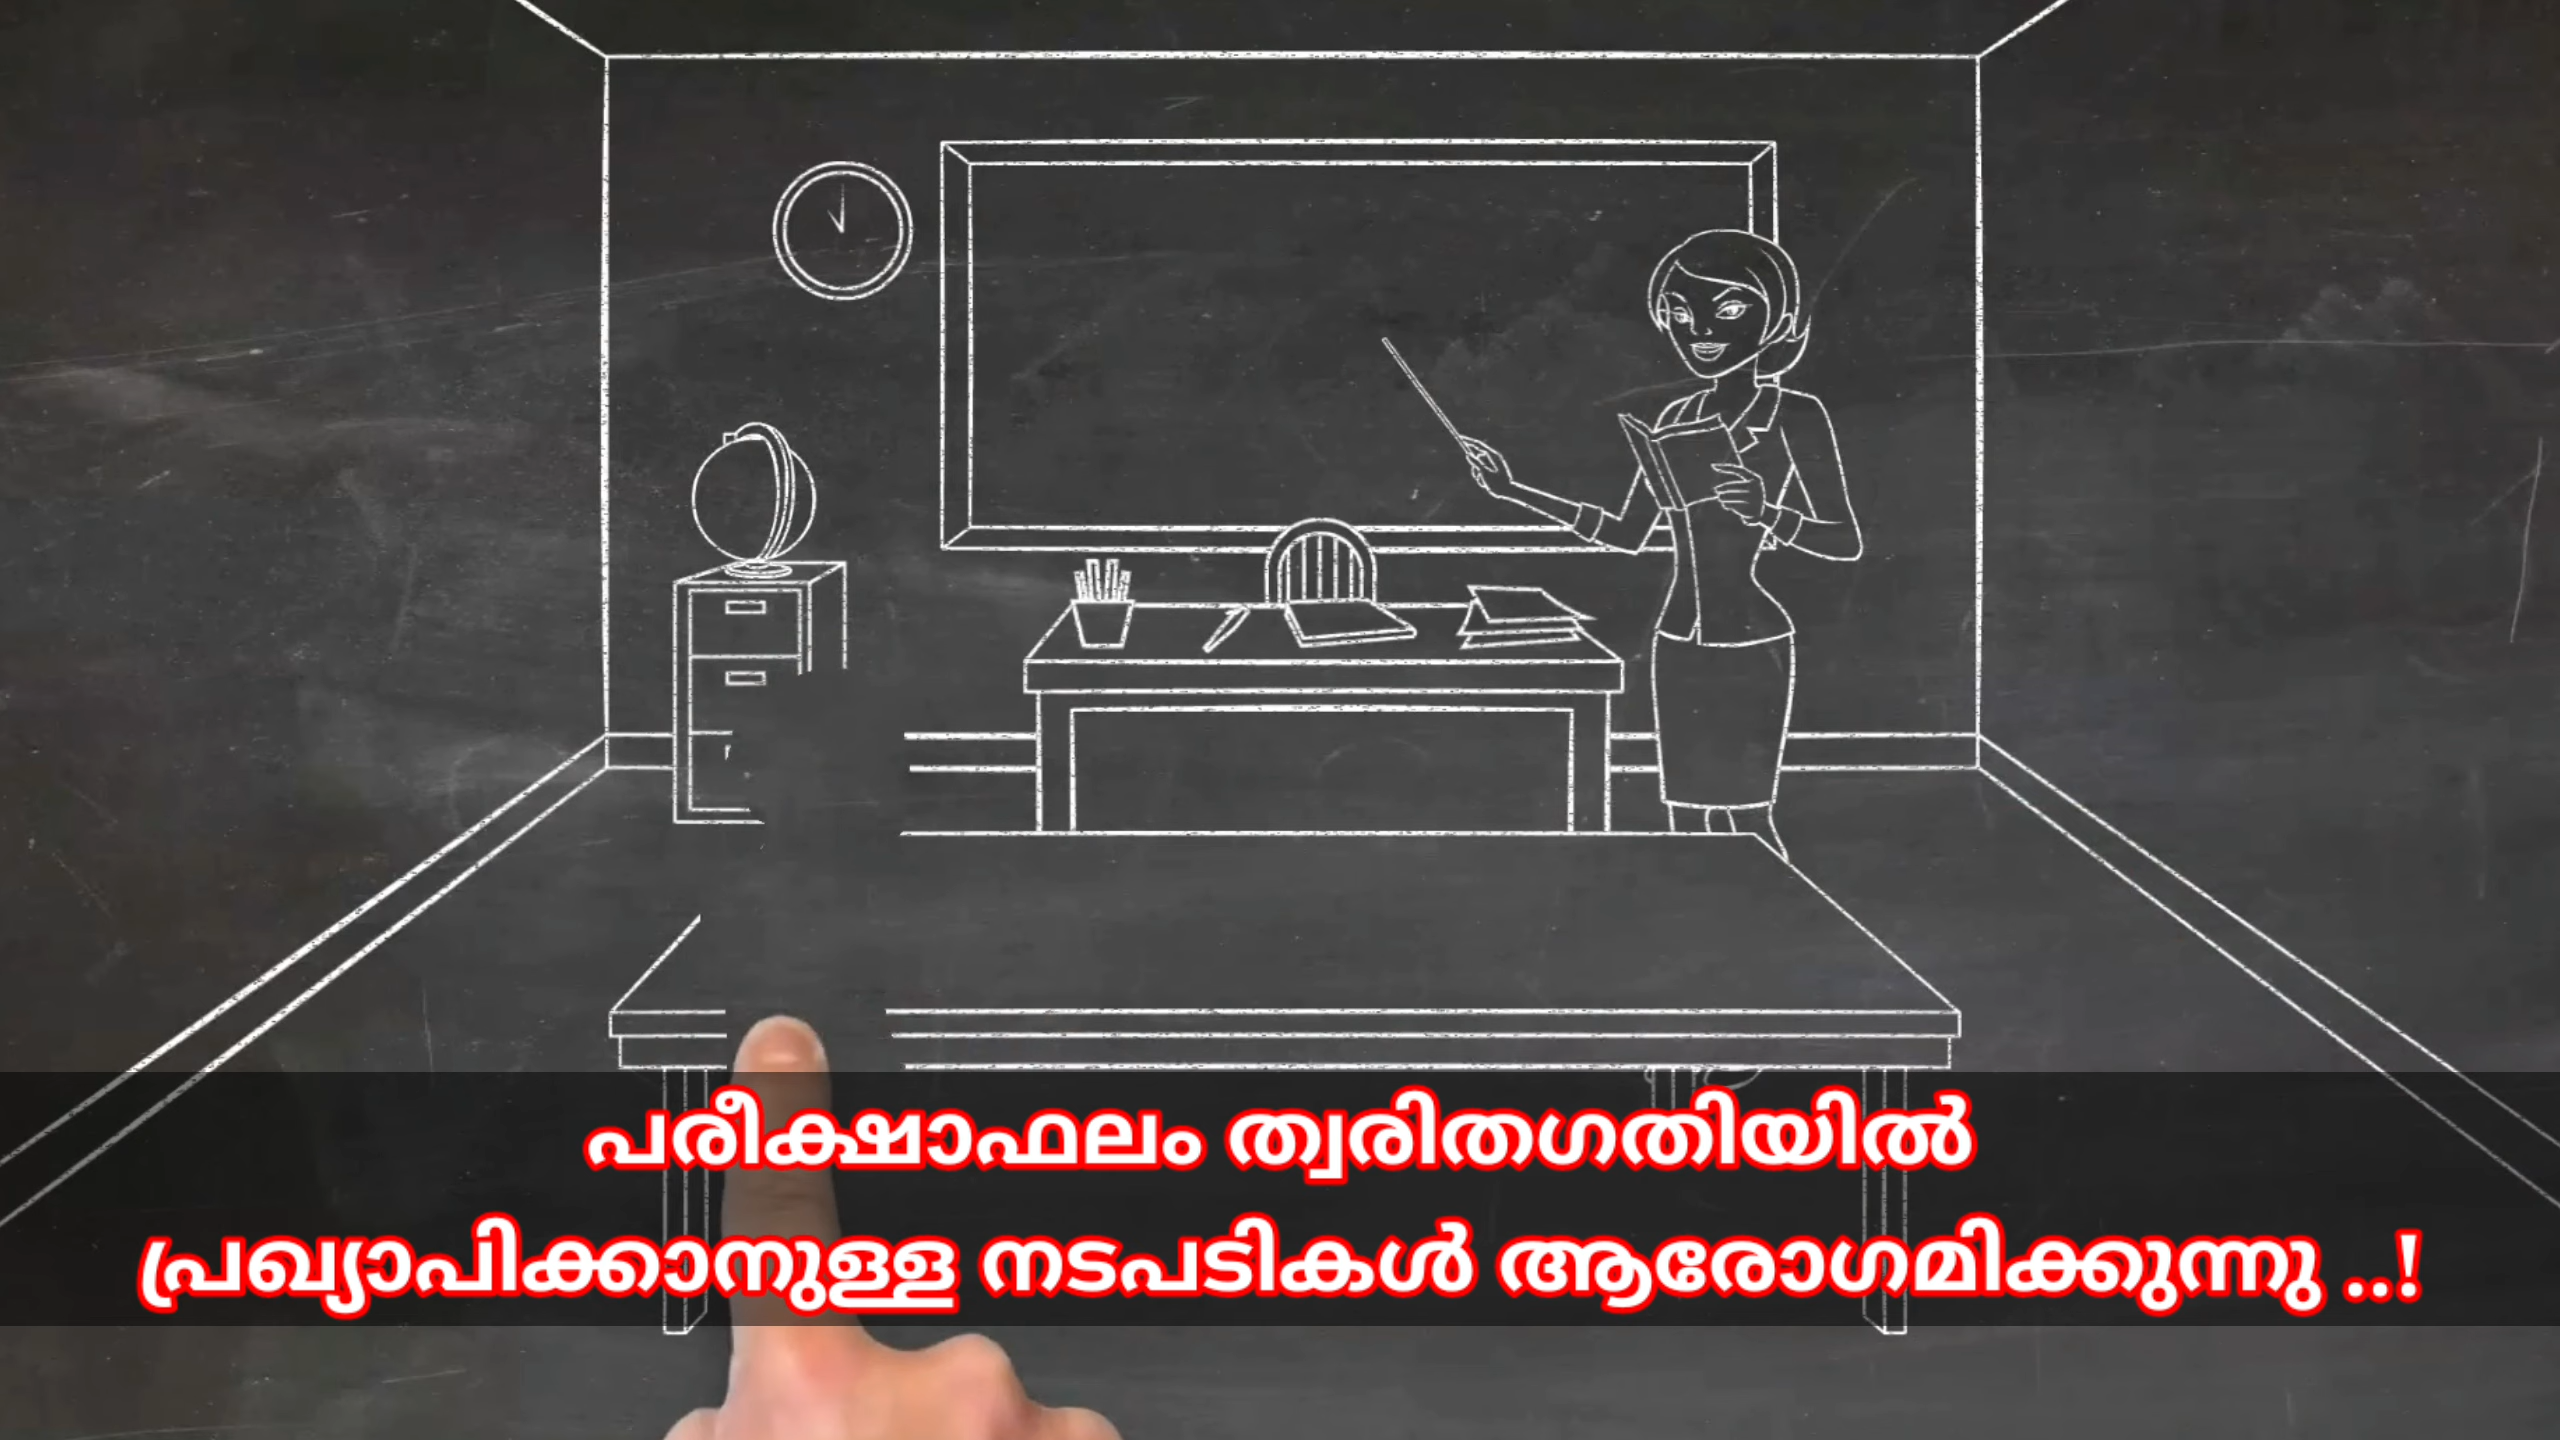 പരീക്ഷാഫലം ത്വരിതഗതിയിൽ
പ്രഖ്യാപിക്കാനുള്ള നടപടികൾ ആരോഗമിക്കുന്നു ..!